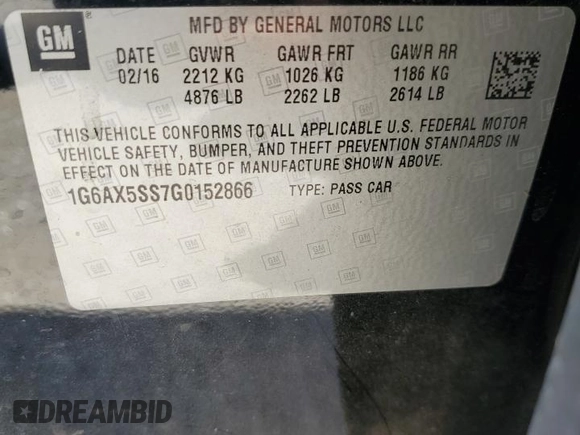 GM
MFD BY GENERAL MOTORS LLC
DATE GVWR GAWR FRT GAWR RR
02/16 2212 KG 1026 KG 1186 KG
4876 LB 2262 LB 2614 LB
THIS VEHICLE CONFORMS TO ALL APPLICABLE U.S. FEDERAL MOTOR
VEHICLE SAFETY, BUMPER, AND THEFT PREVENTION STANDARDS IN
EFFECT ON THE DATE OF MANUFACTURE SHOWN ABOVE.
1G6AX5SS7G0152866 TYPE: PASS CAR
DREAMBID